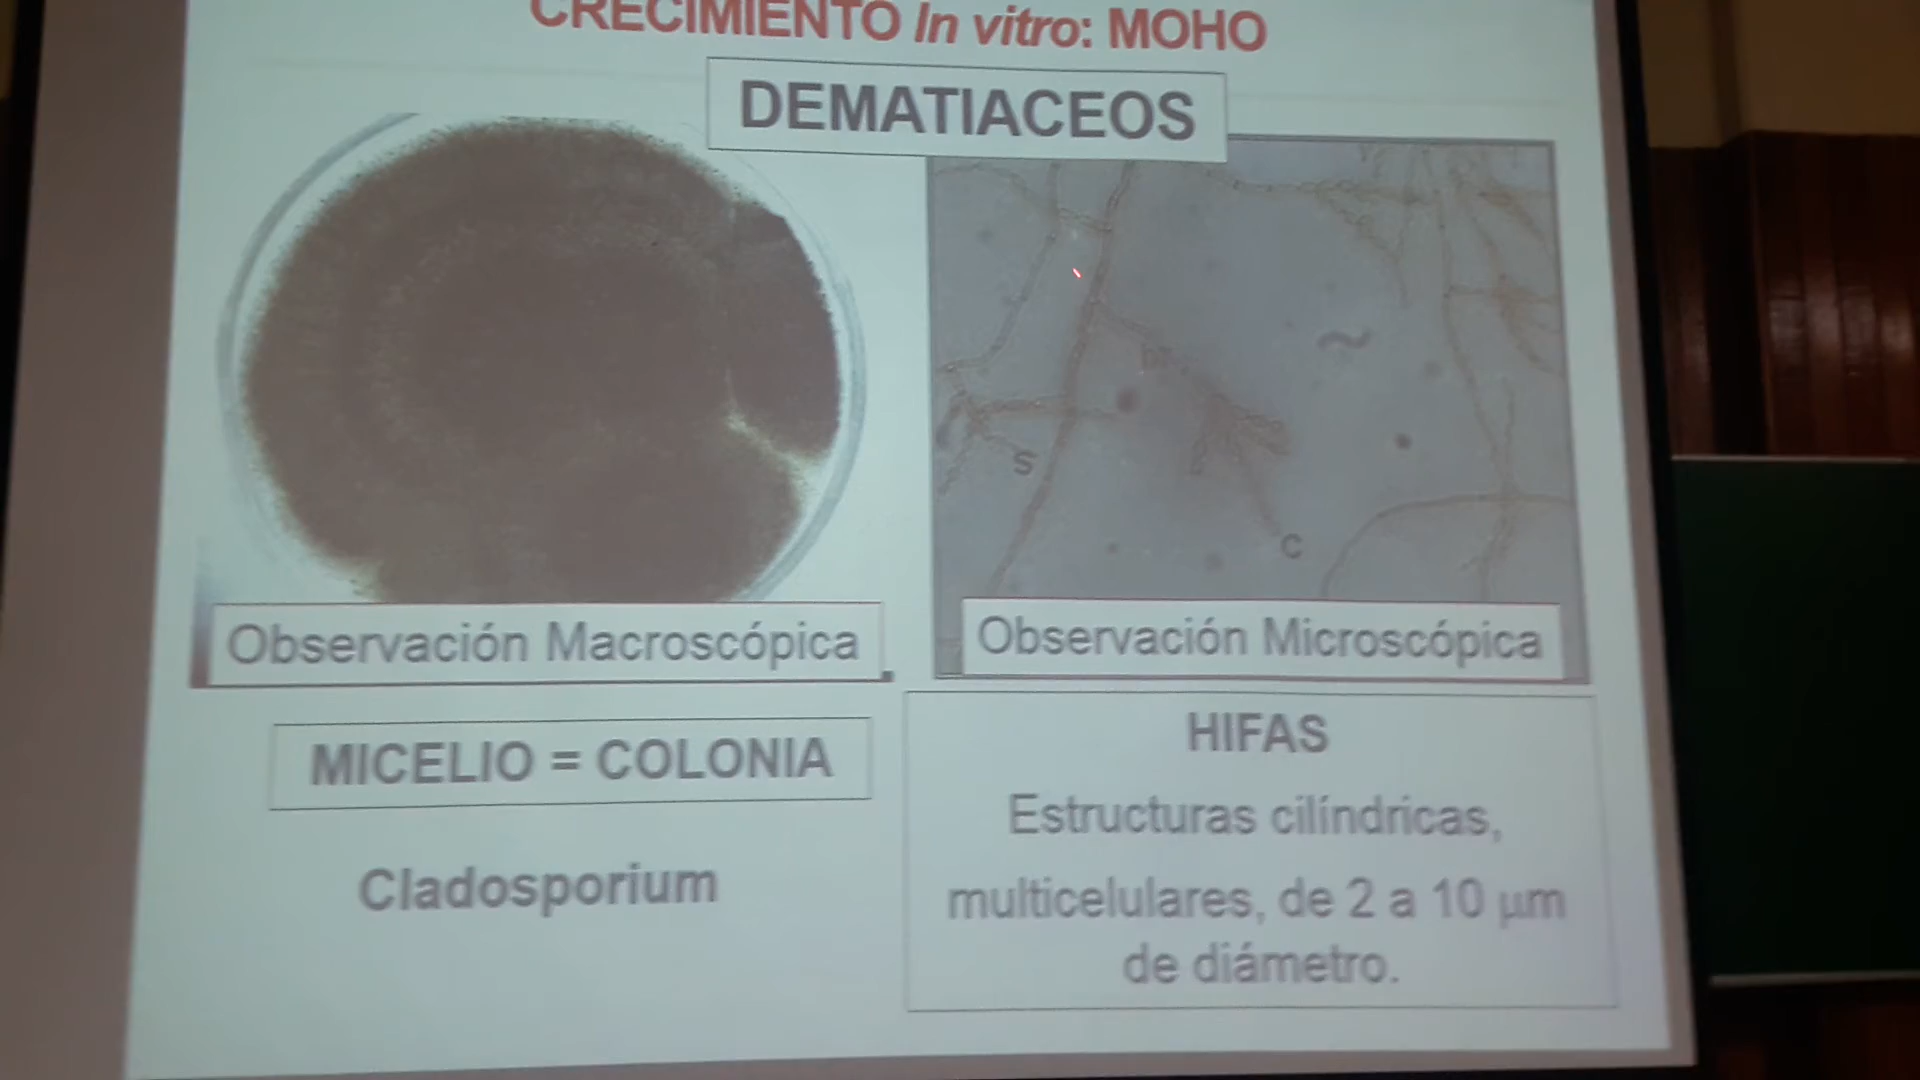 CRECIMIENTO In vitro: MOHO
DEMATIACEOS
S
C
Observación Macroscópica
Observación Microscópica
MICELIO = COLONIA
Cladosporium
HIFAS
Estructuras cilíndricas,
multicelulares, de 2 a 10 μm
de diámetro.